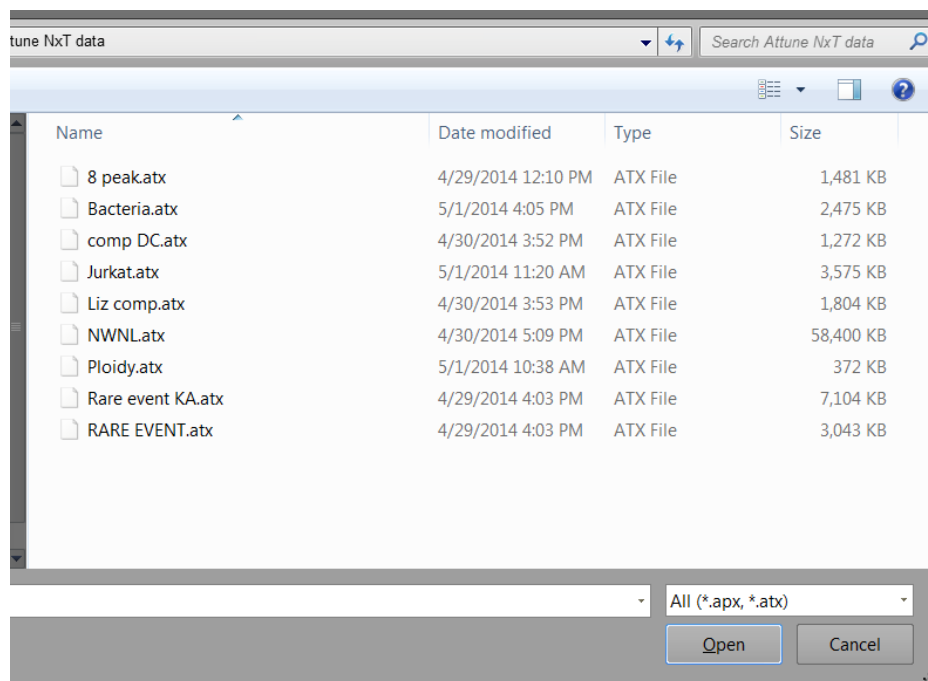 tune NxT data Search Attune NxT data
Name Date modified Type Size
8 peak.atx 4/29/2014 12:10 PM ATX File 1,481 KB
Bacteria.atx 5/1/2014 4:05 PM ATX File 2,475 KB
comp DC.atx 4/30/2014 3:52 PM ATX File 1,272 KB
Jurkat.atx 5/1/2014 11:20 AM ATX File 3,575 KB
Liz comp.atx 4/30/2014 3:53 PM ATX File 1,804 KB
NWNL.atx 4/30/2014 5:09 PM ATX File 58,400 KB
Ploidy.atx 5/1/2014 10:38 AM ATX File 372 KB
Rare event KA.atx 4/29/2014 4:03 PM ATX File 7,104 KB
RARE EVENT.atx 4/29/2014 4:03 PM ATX File 3,043 KB
All (*.apx, *.atx)
Open Cancel